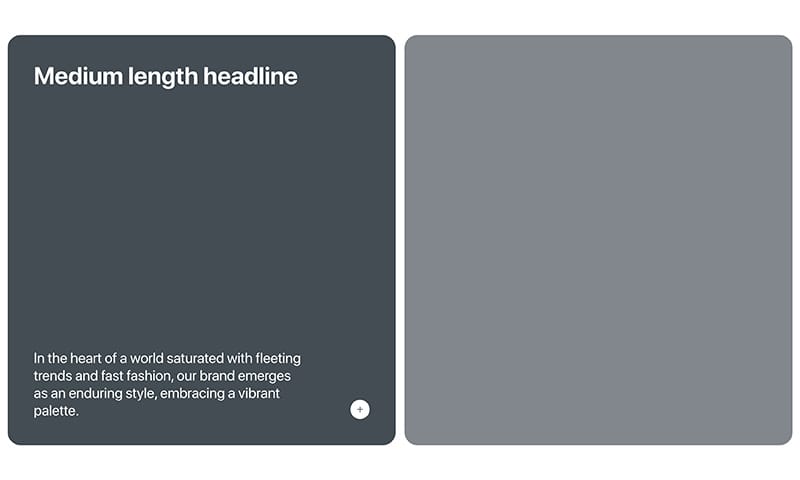 Medium length headline
In the heart of a world saturated with fleeting
trends and fast fashion, our brand emerges
as an enduring style, embracing a vibrant
palette.
+